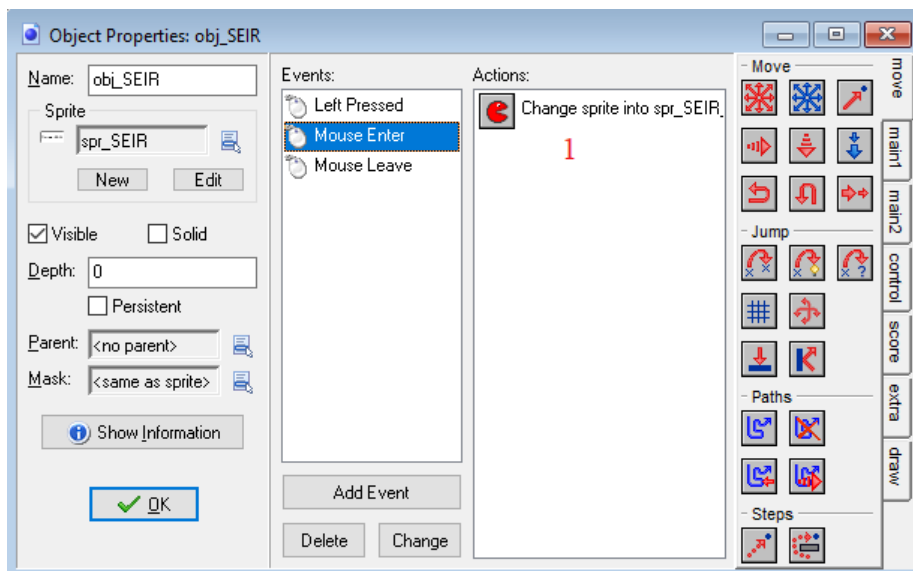 Object Properties: obj_SEIR
Name: obj_SEIR
Sprite
spr_SEIR
New Edit
Visible Solid
Depth: 0
Persistent
Parent: <no parent>
Mask: <same as sprite>
Show Information
OK
Events:
Left Pressed
Mouse Enter
Mouse Leave
Add Event
Delete Change
Actions:
Change sprite into spr_SEIR_
1
Move
Jump
Paths
Steps
move
main1
main2
control
score
extra
draw